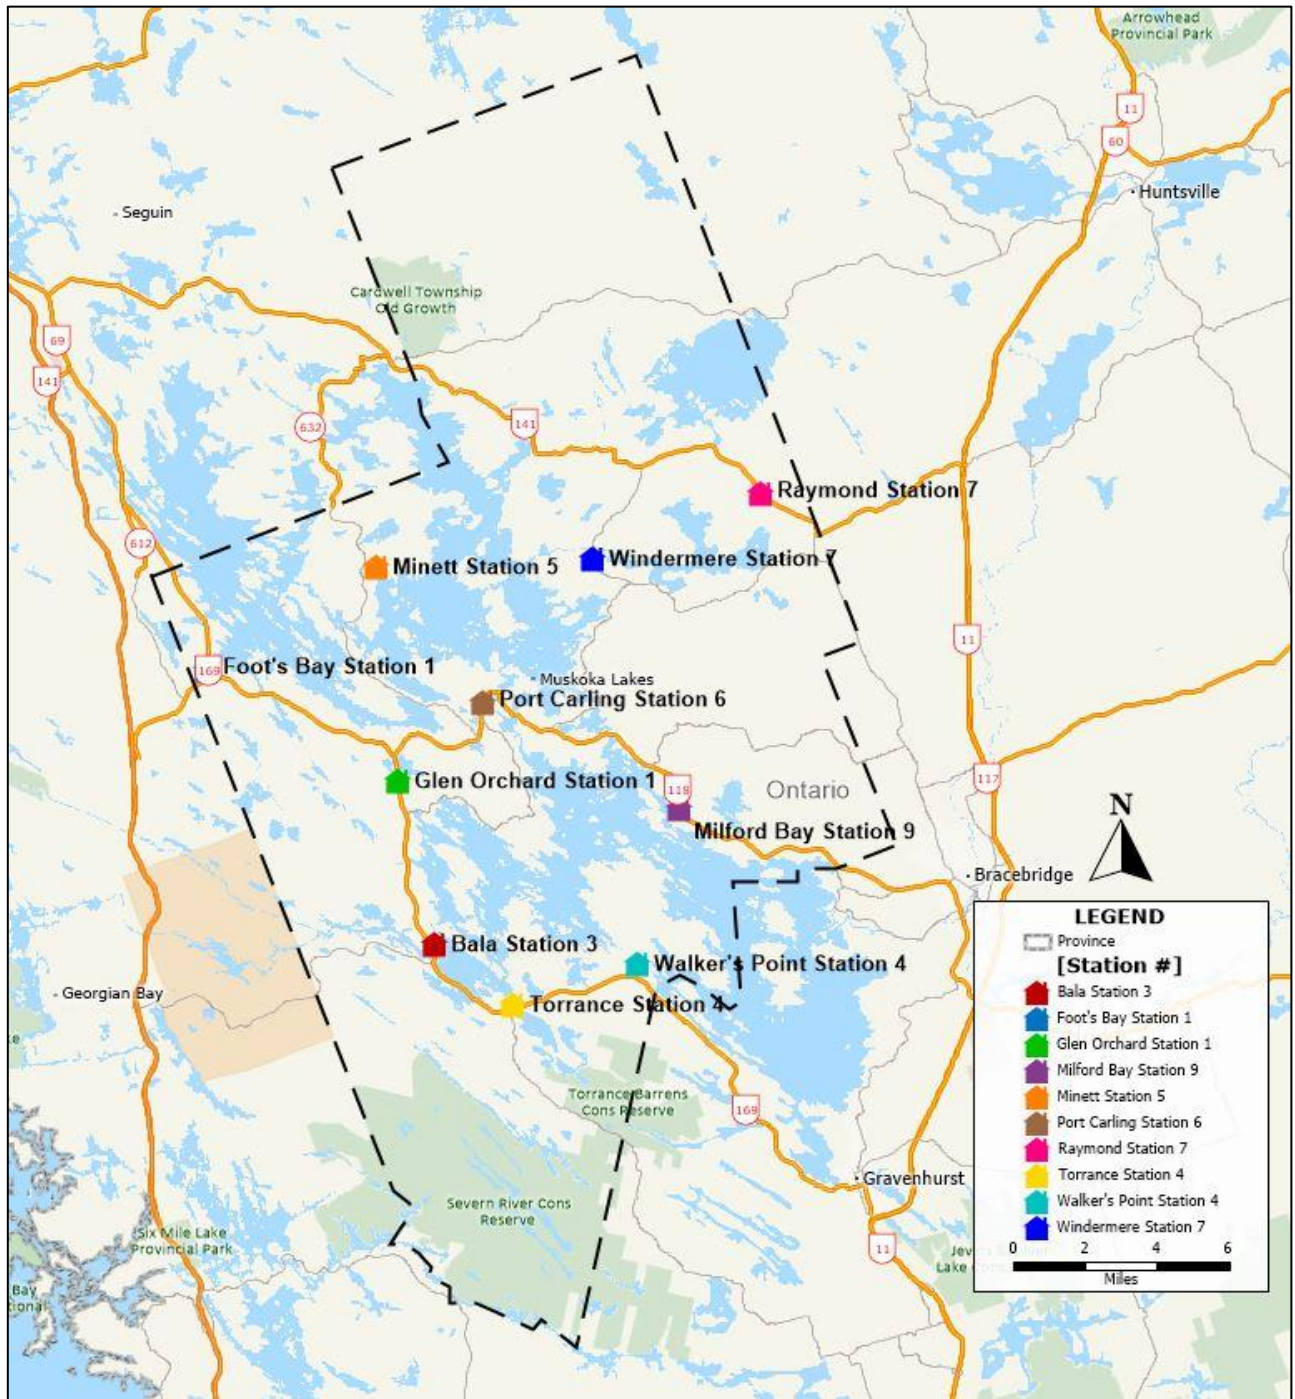 Arrowhead
Provincial Park
11
60
Huntsville
Seguin
Cardwell Township
Old Growth
69
141
632
141
Raymond Station 7
612
Windermere Station 7
Minett Station 5
11
169
Foot's Bay Station 1
Muskoka Lakes
Port Carling Station 6
Glen Orchard Station 1
118
Ontario
117
Milford Bay Station 9
N
Bracebridge
Bala Station 3
Walker's Point Station 4
Georgian Bay
Torrance Station 4
Torrance Barrens
Cons Reserve
169
Gravenhurst
Severn River Cons
Reserve
Six Mile Lake
Provincial Park
11
Bay
LEGEND
Province
[Station #]
Bala Station 3
Foot's Bay Station 1
Glen Orchard Station 1
Milford Bay Station 9
Minett Station 5
Port Carling Station 6
Raymond Station 7
Torrance Station 4
Walker's Point Station 4
Windermere Station 7
0 2 4 6
Miles
Lake